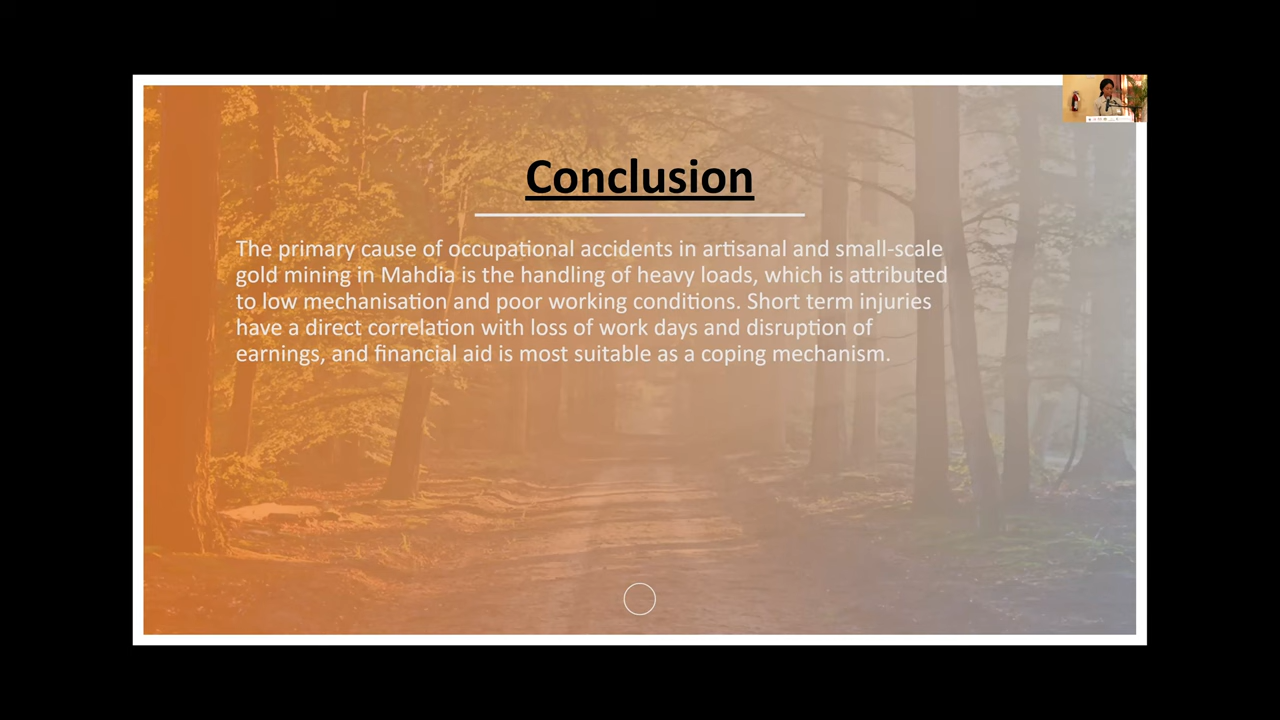 Conclusion
The primary cause of occupational accidents in artisanal and small-scale
gold mining in Mahdia is the handling of heavy loads, which is attributed
to low mechanisation and poor working conditions. Short term injuries
have a direct correlation with loss of work days and disruption of
earnings, and financial aid is most suitable as a coping mechanism.